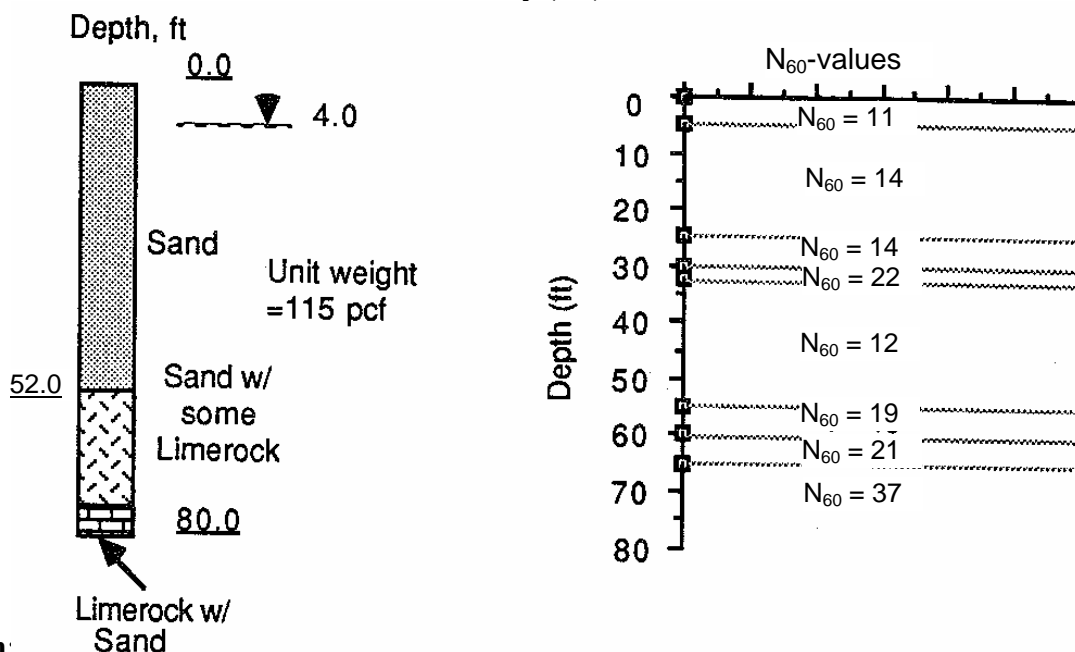 Depth, ft
0.0
4.0
Sand
Unit weight
=115 pcf
52.0
Sand w/
some
Limerock
80.0
Limerock w/
Sand
N60-values
Depth (ft)
0
10
20
30
40
50
60
70
80
N60 = 11
N60 = 14
N60 = 14
N60 = 22
N60 = 12
N60 = 19
N60 = 21
N60 = 37